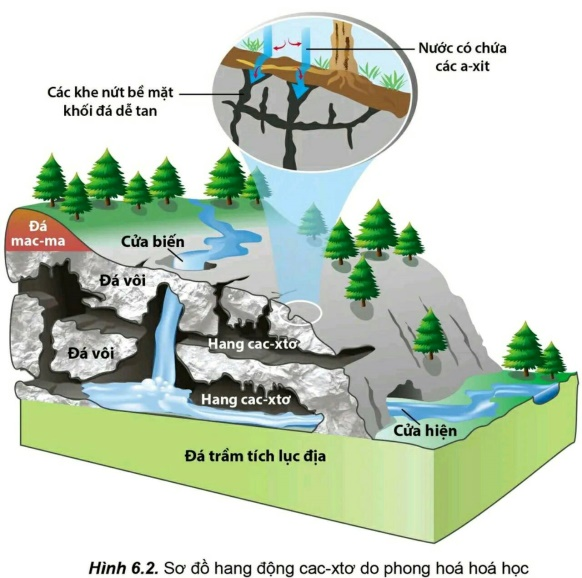 Nước có chứa
các a-xit
Các khe nứt bề mặt
khối đá dễ tan
Đá
mac-ma
Cửa biến
Đá vôi
Đá vôi
Hang cac-xtơ
Hang cac-xtơ
Cửa hiện
Đá trầm tích lục địa
Hình 6.2. Sơ đồ hang động cac-xtơ do phong hoá hoá học